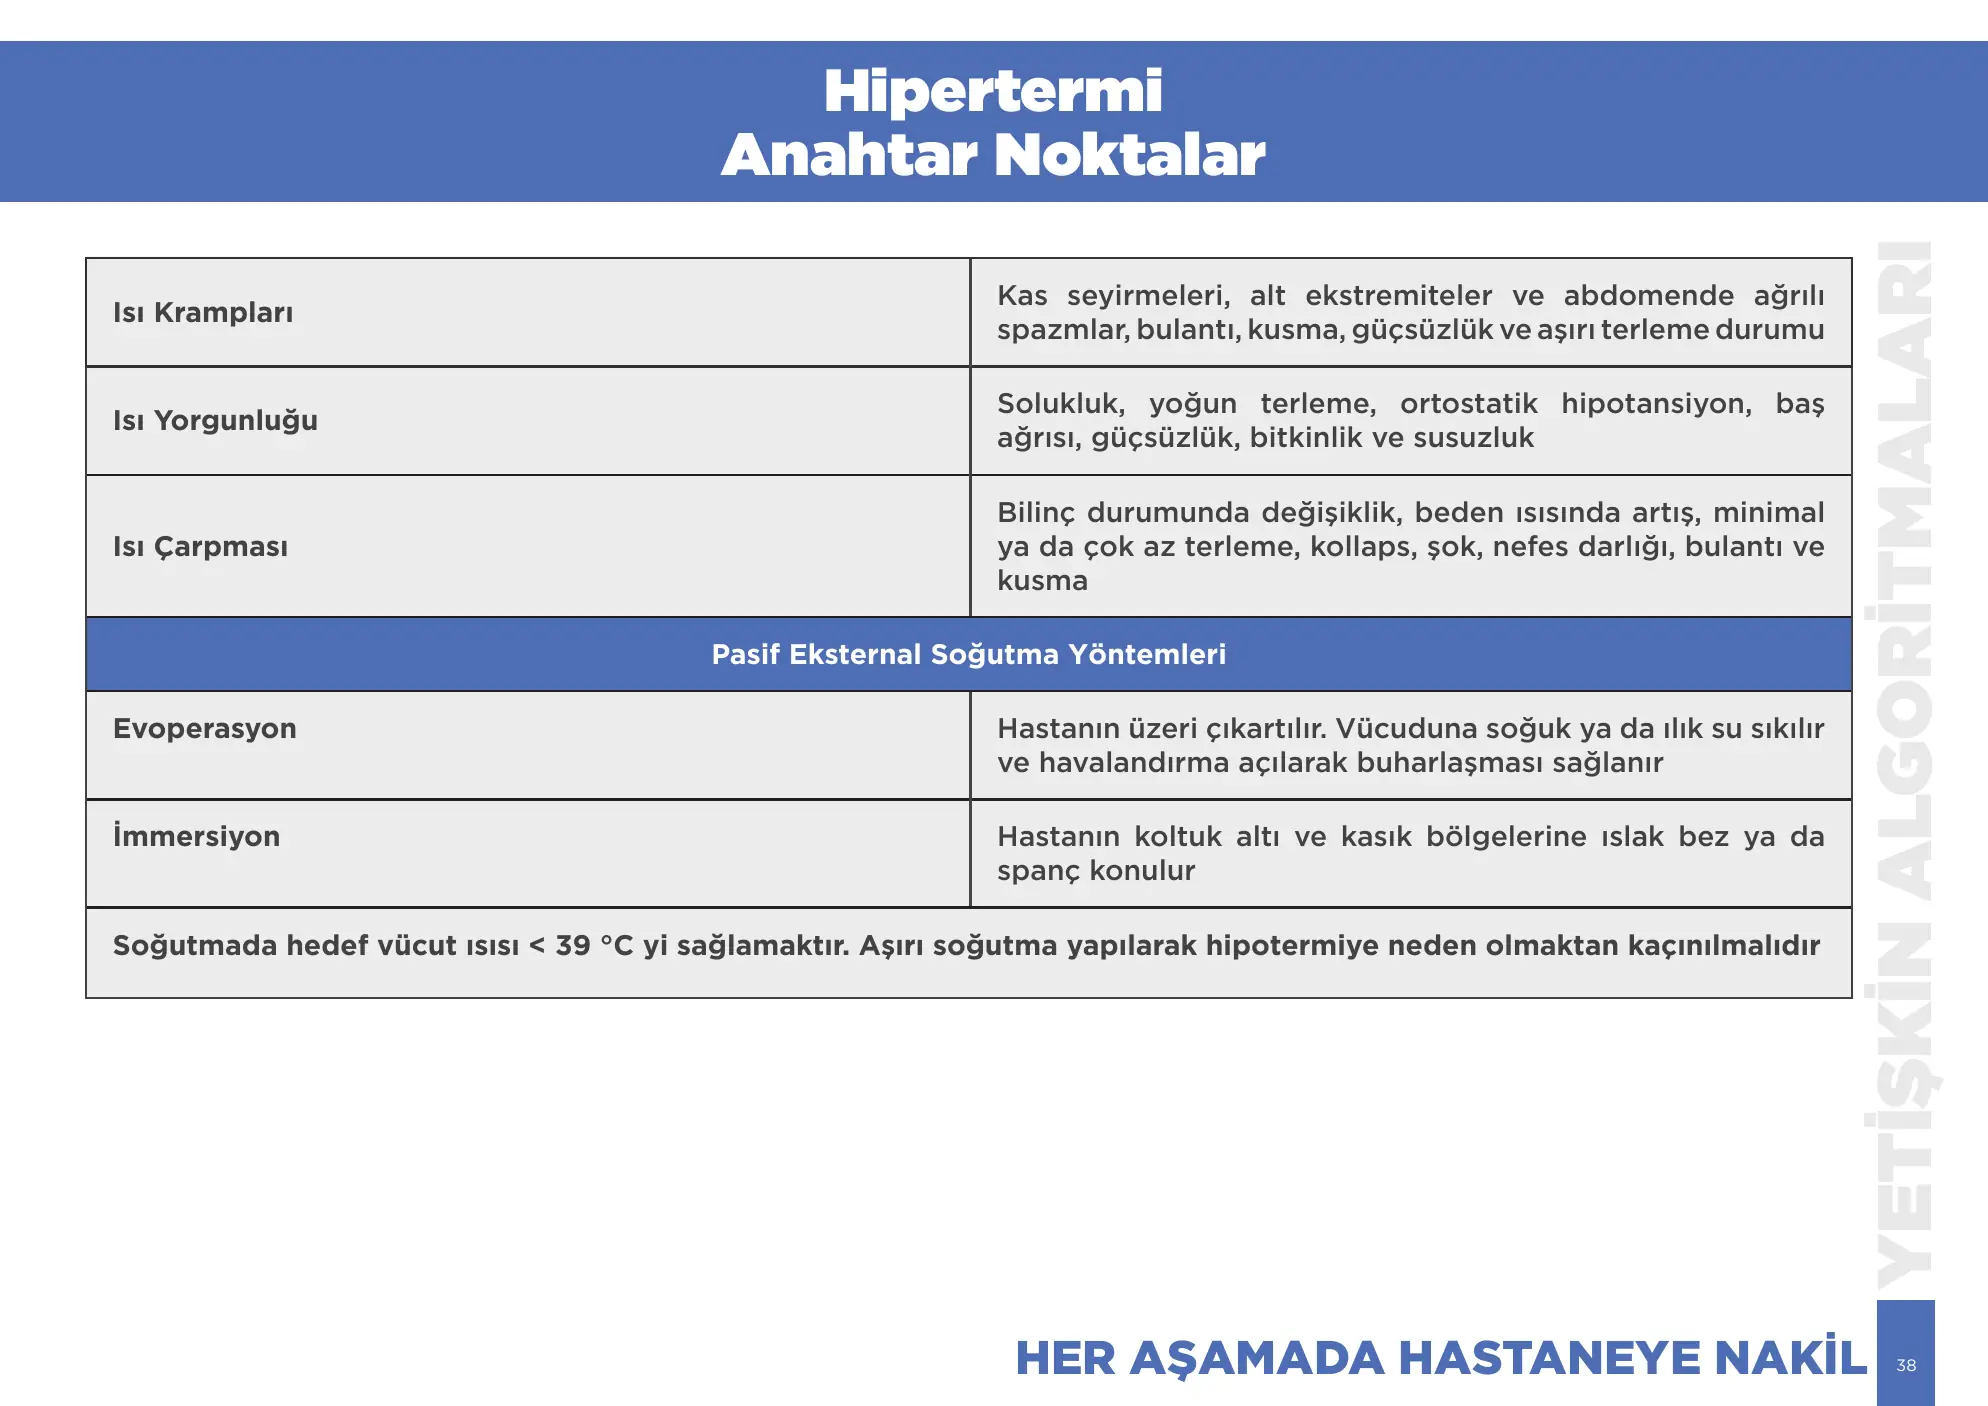 Hipertermi
Anahtar Noktalar
Isı Krampları
Kas seyirmeleri, alt ekstremiteler ve abdomende ağrılı
spazmlar, bulantı, kusma, güçsüzlük ve aşırı terleme durumu
Isı Yorgunluğu
Solukluk, yoğun terleme, ortostatik hipotansiyon, baş
ağrısı, güçsüzlük, bitkinlik ve susuzluk
Isı Çarpması
Bilinç durumunda değişiklik, beden ısısında artış, minimal
ya da çok az terleme, kollaps, şok, nefes darlığı, bulantı ve
kusma
Pasif Eksternal Soğutma Yöntemleri
Evoperasyon
Hastanın üzeri çıkartılır. Vücuduna soğuk ya da ılık su sıkılır
ve havalandırma açılarak buharlaşması sağlanır
İmmersiyon
Hastanın koltuk altı ve kasık bölgelerine ıslak bez ya da
spanç konulur
Soğutmada hedef vücut ısısı < 39 °C yi sağlamaktır. Aşırı soğutma yapılarak hipotermiye neden olmaktan kaçınılmalıdır
YETİŞKİN ALGORİTMALARI
HER AŞAMADA HASTANEYE NAKİL
38